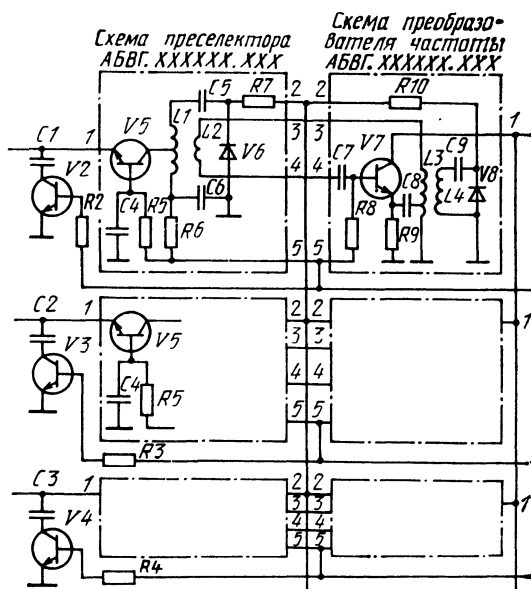 Схема преселектора
АБВГ. XXXXXX. XXX
Схема преобразо-
вателя частоты
АБВГ. XXXXXX. XXX
C1 1 V5 L1 C5 R7 2 2 R10 1
L2 3 3
V2 V6 4 4 C7 V7 L3 C9 V8
R2 C4 R5 R6 C6 R8 C8 L4
R9
5 5
C2 1 V5 2 2 1
V3 3 3
C4 R5 4 4
5 5
R3
C3 1 2 2 1
3 3
V4 4 4
5 5
R4